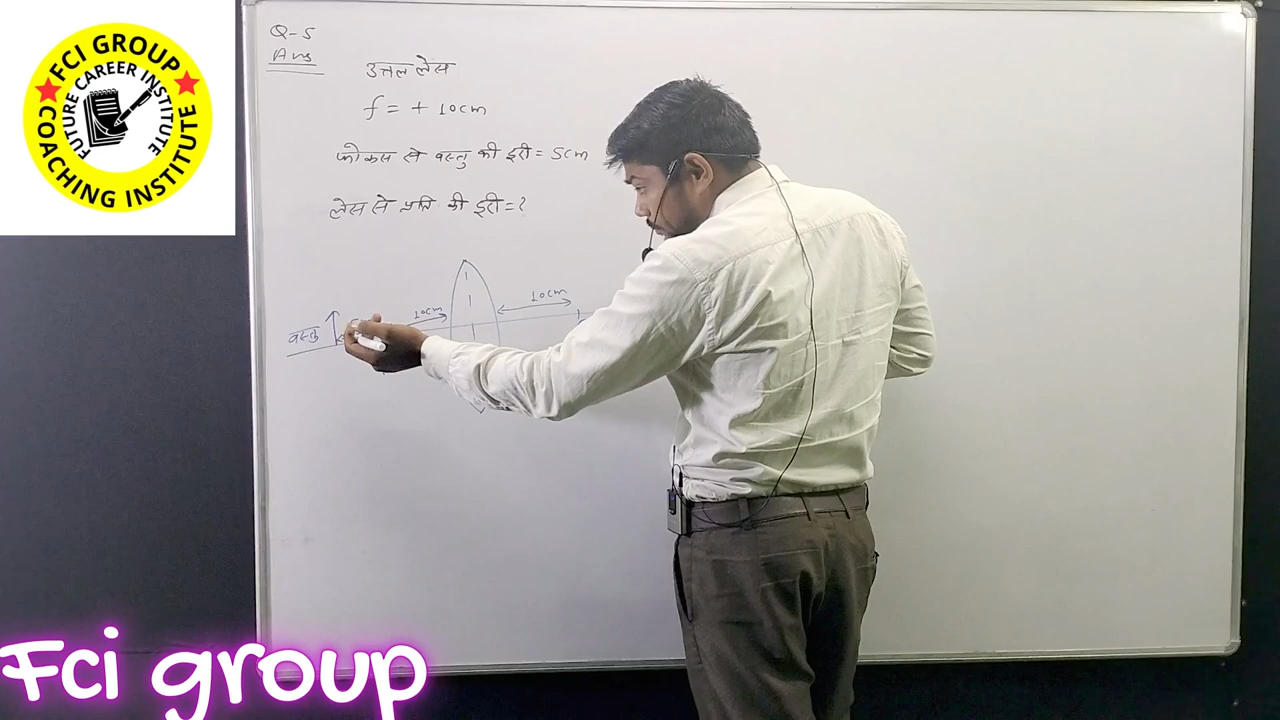 FCI GROUP
FUTURE CAREER INSTITUTE
COACHING INSTITUTE
Q-5
Ans
उत्तल लेंस
f = + 10cm
फोकस से वस्तु की दूरी = 5cm
लेंस से प्रति की दूरी = ?
10cm
10cm
वस्तु
Fci group